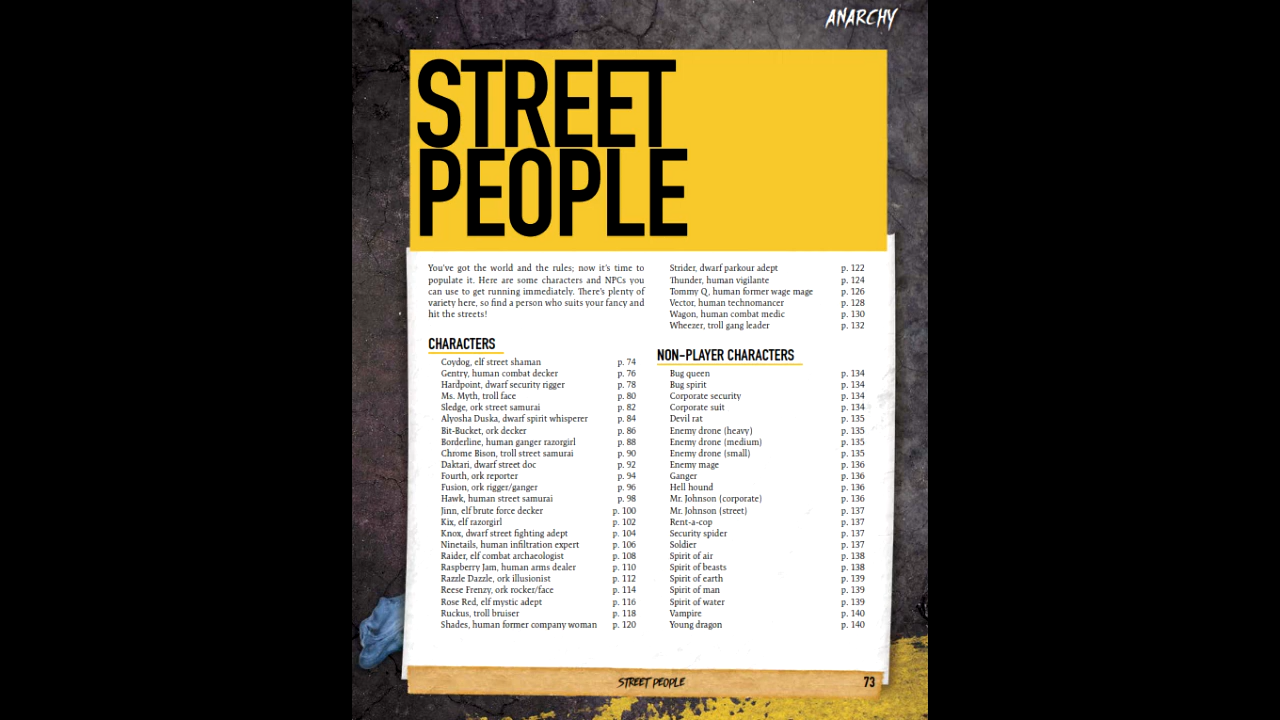 ANARCHY
STREET
PEOPLE
You've got the world and the rules; now it's time to
populate it. Here are some characters and NPCs you
can use to get running immediately. There's plenty of
variety here, so find a person who suits your fancy and
hit the streets!
CHARACTERS
Coydog, elf street shaman p. 74
Gentry, human combat decker p. 76
Hardpoint, dwarf security rigger p. 78
Ms. Myth, troll face p. 80
Sledge, ork street samurai p. 82
Alyosha Duska, dwarf spirit whisperer p. 84
Bit-Bucket, ork decker p. 86
Borderline, human ganger razorgirl p. 88
Chrome Bison, troll street samurai p. 90
Daktari, dwarf street doc p. 92
Fourth, ork reporter p. 94
Fusion, ork rigger/ganger p. 96
Hawk, human street samurai p. 98
Jinn, elf brute force decker p. 100
Kix, elf razorgirl p. 102
Knox, dwarf street fighting adept p. 104
Ninetails, human infiltration expert p. 106
Raider, elf combat archaeologist p. 108
Raspberry Jam, human arms dealer p. 110
Razzle Dazzle, ork illusionist p. 112
Reese Frenzy, ork rocker/face p. 114
Rose Red, elf mystic adept p. 116
Ruckus, troll bruiser p. 118
Shades, human former company woman p. 120
Strider, dwarf parkour adept p. 122
Thunder, human vigilante p. 124
Tommy Q, human former wage mage p. 126
Vector, human technomancer p. 128
Wagon, human combat medic p. 130
Wheezer, troll gang leader p. 132
NON-PLAYER CHARACTERS
Bug queen p. 134
Bug spirit p. 134
Corporate security p. 134
Corporate suit p. 134
Devil rat p. 135
Enemy drone (heavy) p. 135
Enemy drone (medium) p. 135
Enemy drone (small) p. 135
Enemy mage p. 136
Ganger p. 136
Hell hound p. 136
Mr. Johnson (corporate) p. 136
Mr. Johnson (street) p. 137
Rent-a-cop p. 137
Security spider p. 137
Soldier p. 137
Spirit of air p. 138
Spirit of beasts p. 138
Spirit of earth p. 139
Spirit of man p. 139
Spirit of water p. 139
Vampire p. 140
Young dragon p. 140
STREET PEOPLE 73